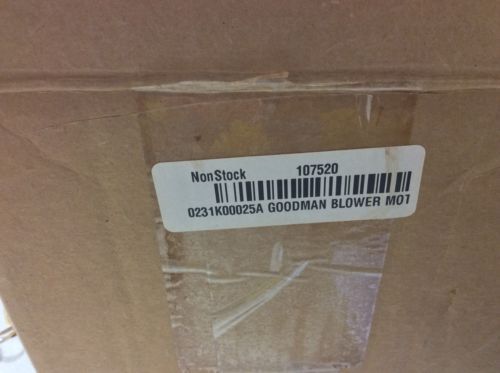 NonStock 107520
0231K00025A GOODMAN BLOWER MOT